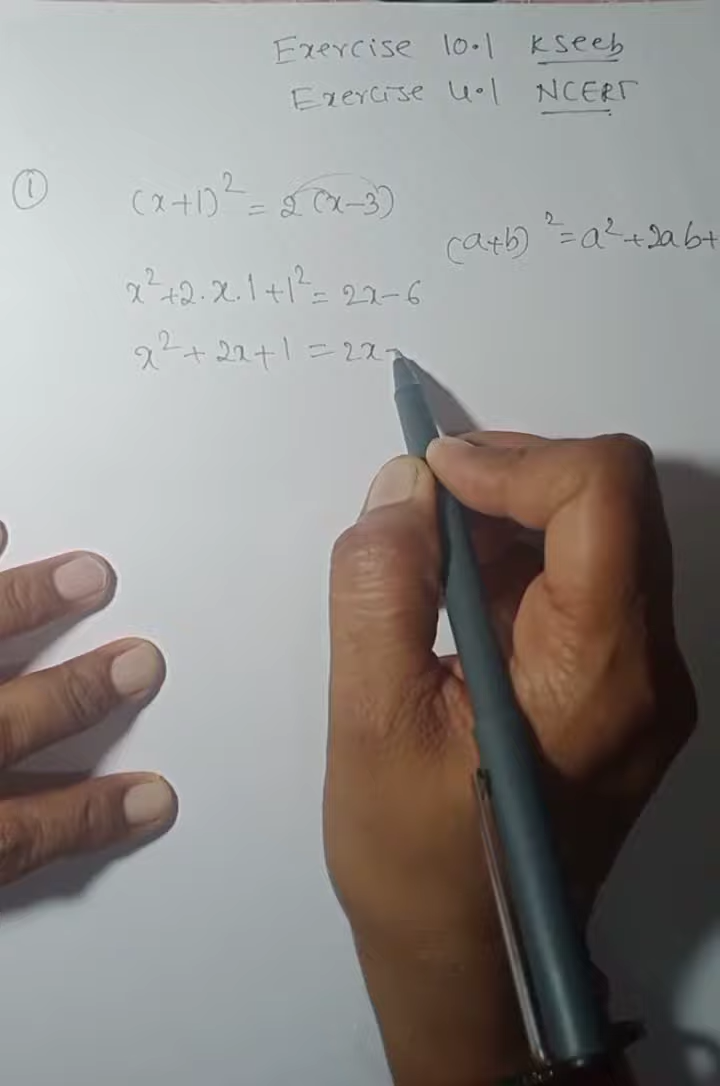 Exercise 10.1 KSeeb
Exercise 4.1 NCERT
① (x+1)² = 2(x-3)
(a+b)² = a²+2ab+
x²+2.x.1+1² = 2x-6
x²+2x+1 = 2x-